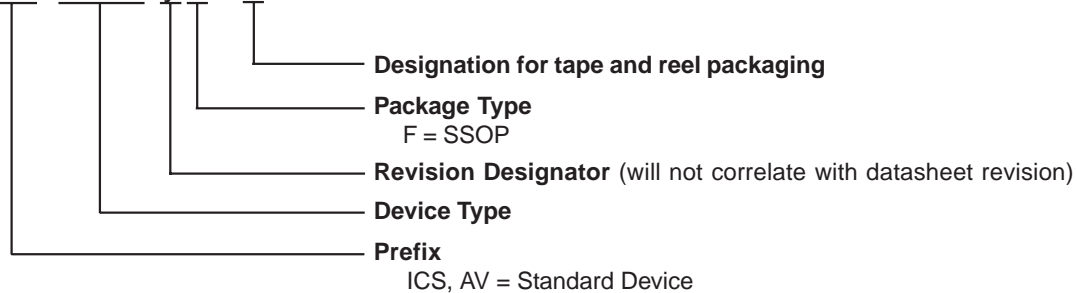 Designation for tape and reel packaging
Package Type
F = SSOP
Revision Designator (will not correlate with datasheet revision)
Device Type
Prefix
ICS, AV = Standard Device